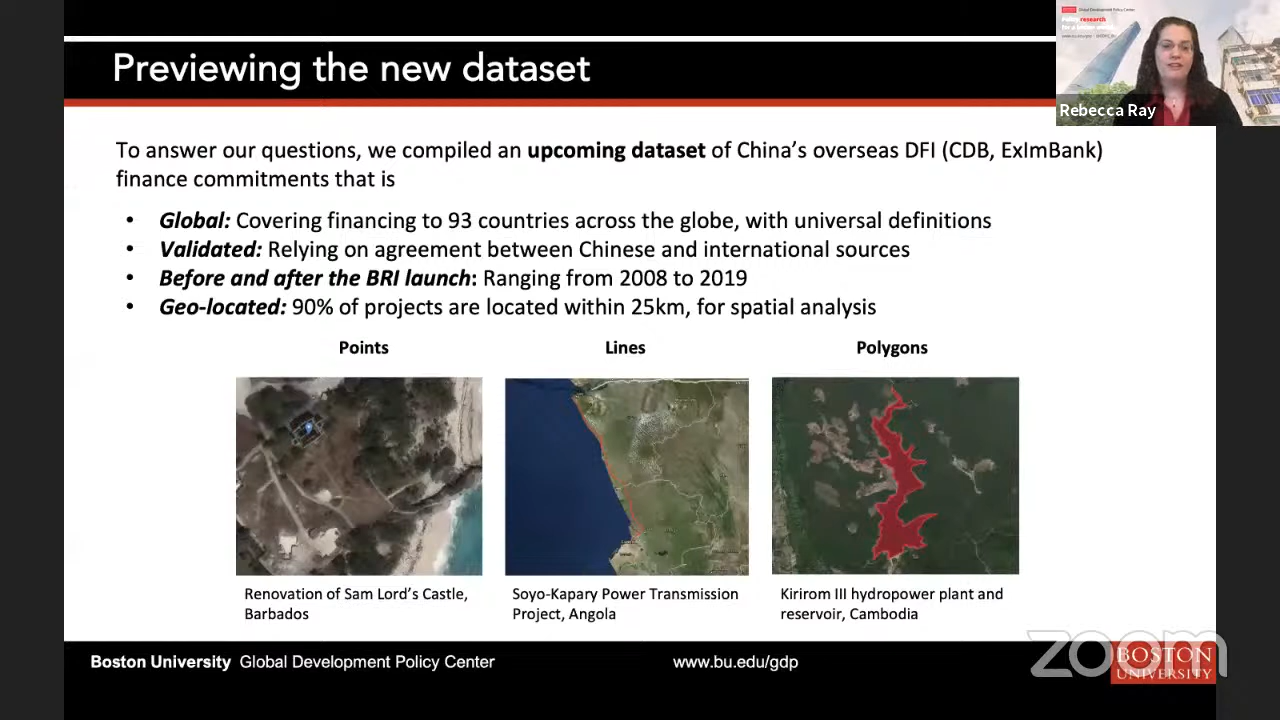 Previewing the new dataset
Global Development Policy Center
research
Rebecca Ray
To answer our questions, we compiled an upcoming dataset of China's overseas DFI (CDB, ExImBank)
finance commitments that is
• Global: Covering financing to 93 countries across the globe, with universal definitions
• Validated: Relying on agreement between Chinese and international sources
• Before and after the BRI launch: Ranging from 2008 to 2019
• Geo-located: 90% of projects are located within 25km, for spatial analysis
Points
Lines
Polygons
Renovation of Sam Lord's Castle,
Barbados
Soyo-Kapary Power Transmission
Project, Angola
Kirirom III hydropower plant and
reservoir, Cambodia
Boston University Global Development Policy Center
www.bu.edu/gdp
zoom
BOSTON
UNIVERSITY